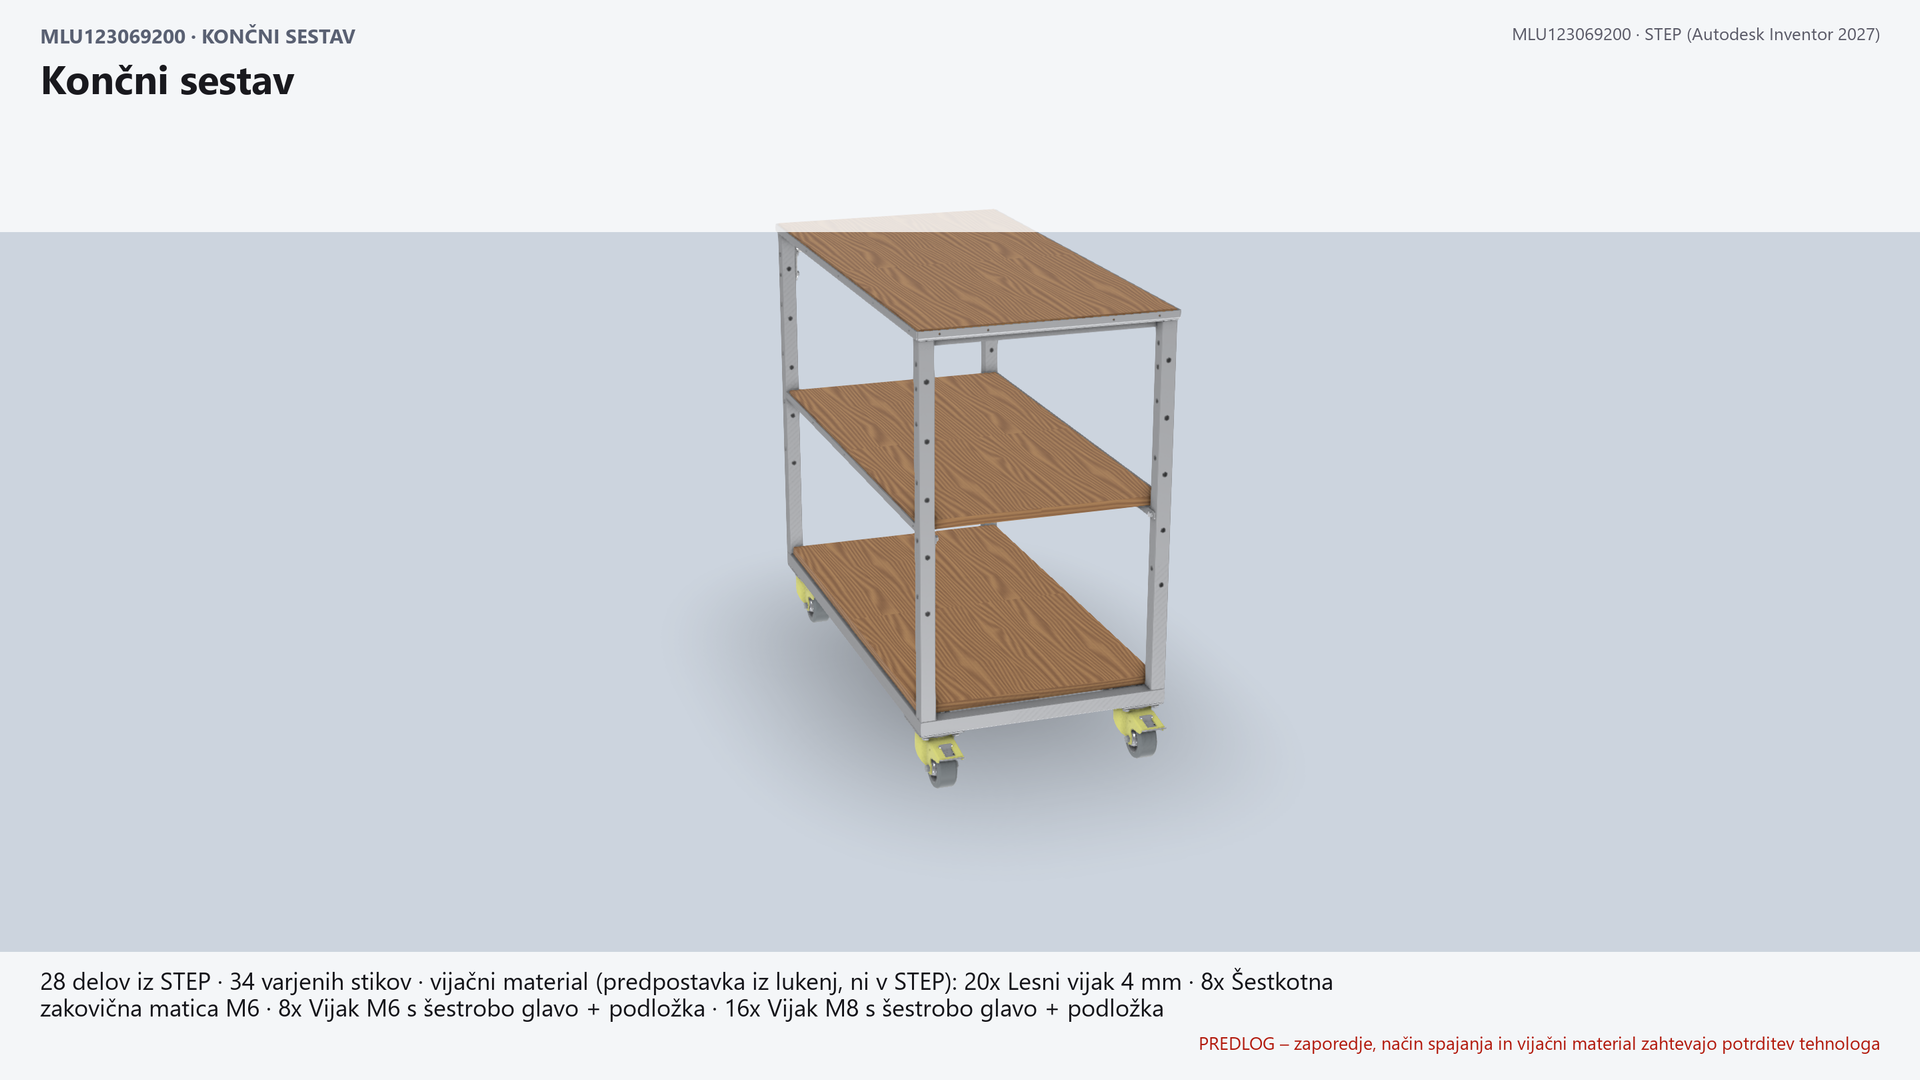 MLU123069200 · KONČNI SESTAV
MLU123069200 · STEP (Autodesk Inventor 2027)
Končni sestav
28 delov iz STEP · 34 varjenih stikov · vijačni material (predpostavka iz lukenj, ni v STEP): 20x Lesni vijak 4 mm · 8x Šestkotna
zakovična matica M6 · 8x Vijak M6 s šestrobo glavo + podložka · 16x Vijak M8 s šestrobo glavo + podložka
PREDLOG – zaporedje, način spajanja in vijačni material zahtevajo potrditev tehnologa